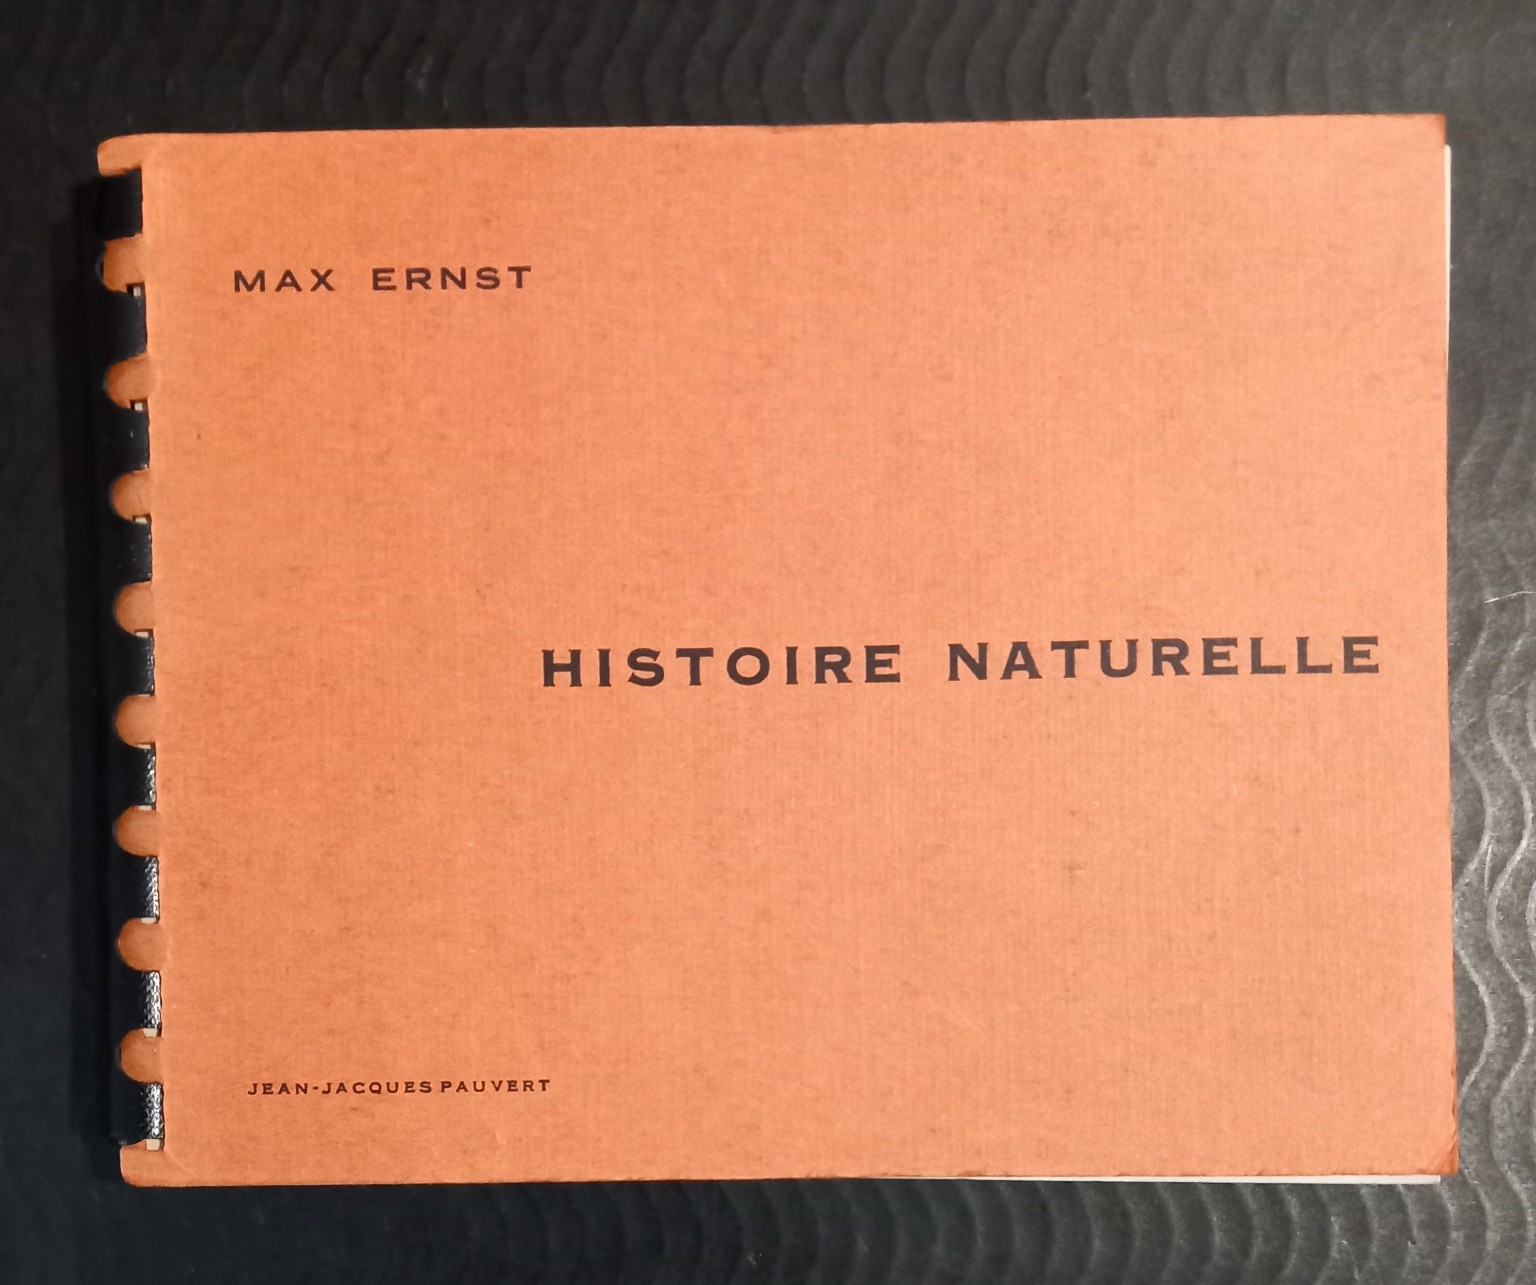 MAX ERNST
HISTOIRE NATURELLE
JEAN-JACQUES PAUVERT